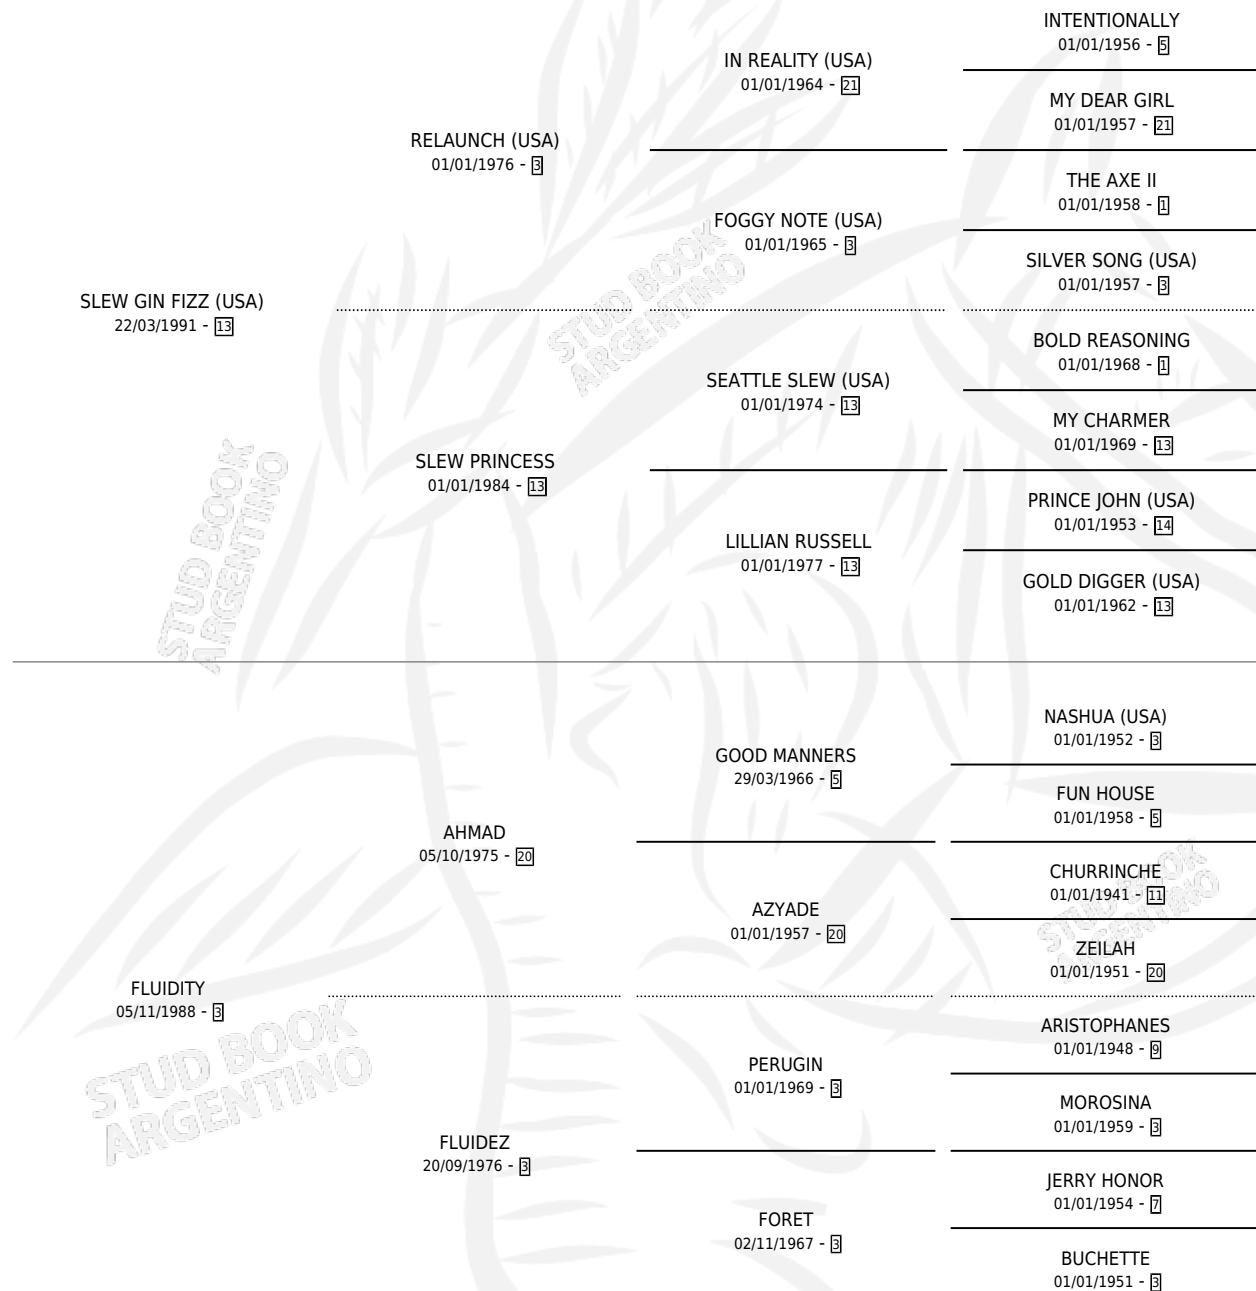 INTENTIONALLY
01/01/1956 - 5
IN REALITY (USA)
01/01/1964 - 21
MY DEAR GIRL
01/01/1957 - 21
RELAUNCH (USA)
01/01/1976 - 3
THE AXE II
01/01/1958 - 1
FOGGY NOTE (USA)
01/01/1965 - 3
SILVER SONG (USA)
01/01/1957 - 3
SLEW GIN FIZZ (USA)
22/03/1991 - 13
BOLD REASONING
01/01/1968 - 1
SEATTLE SLEW (USA)
01/01/1974 - 13
MY CHARMER
01/01/1969 - 13
SLEW PRINCESS
01/01/1984 - 13
PRINCE JOHN (USA)
01/01/1953 - 14
LILLIAN RUSSELL
01/01/1977 - 13
GOLD DIGGER (USA)
01/01/1962 - 13
NASHUA (USA)
01/01/1952 - 3
GOOD MANNERS
29/03/1966 - 5
FUN HOUSE
01/01/1958 - 5
AHMAD
05/10/1975 - 20
CHURRINCHE
01/01/1941 - 11
AZYADE
01/01/1957 - 20
ZEILAH
01/01/1951 - 20
FLUIDITY
05/11/1988 - 3
ARISTOPHANES
01/01/1948 - 9
PERUGIN
01/01/1969 - 3
MOROSINA
01/01/1959 - 3
FLUIDEZ
20/09/1976 - 3
JERRY HONOR
01/01/1954 - 7
FORET
02/11/1967 - 3
BUCHETTE
01/01/1951 - 3
STUD BOOK
ARGENTINO
STUD BOOK
ARGENTINO
STUD BOOK
ARGENTINO
STUD BOOK
ARGENTINO